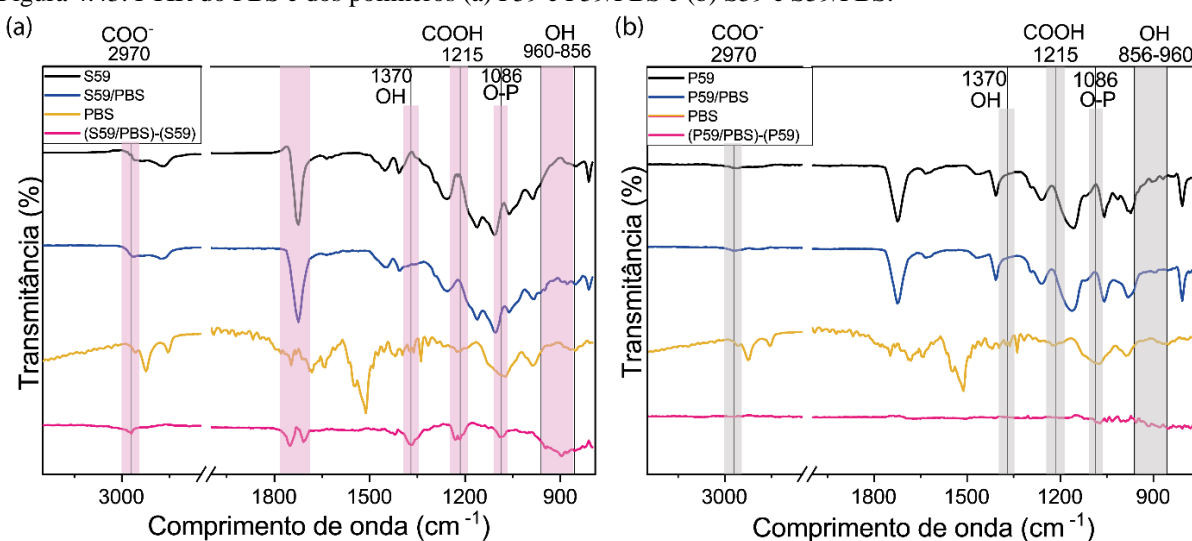 Figura 4.43: FTIR do PBS e dos polímeros (a) P59 e P59/PBS e (b) S59 e S59/PBS.
(a)
COO⁻
2970
COOH
1215
OH
960-856
1370
OH
1086
O-P
S59
S59/PBS
PBS
(S59/PBS)-(S59)
Transmitância (%)
3000
1800
1500
1200
900
Comprimento de onda (cm⁻¹)
(b)
COO⁻
2970
COOH
1215
OH
856-960
1370
OH
1086
O-P
P59
P59/PBS
PBS
(P59/PBS)-(P59)
Transmitância (%)
3000
1800
1500
1200
900
Comprimento de onda (cm⁻¹)